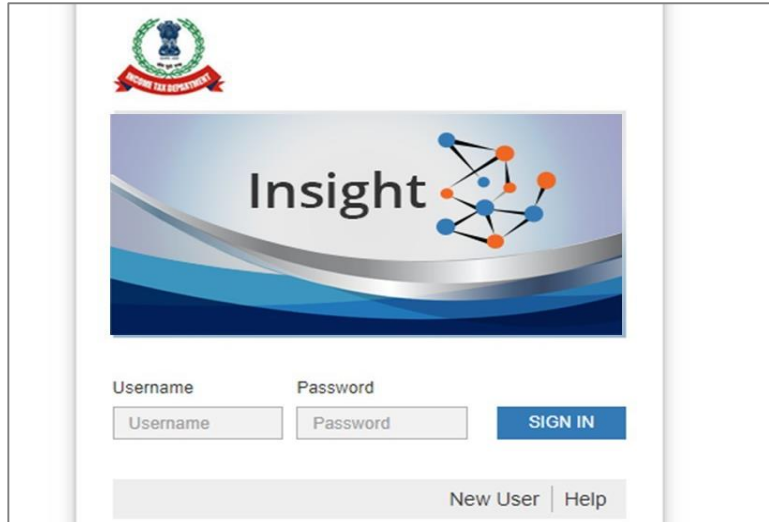 INCOME TAX DEPARTMENT
Insight
Username Password
Username Password SIGN IN
New User Help